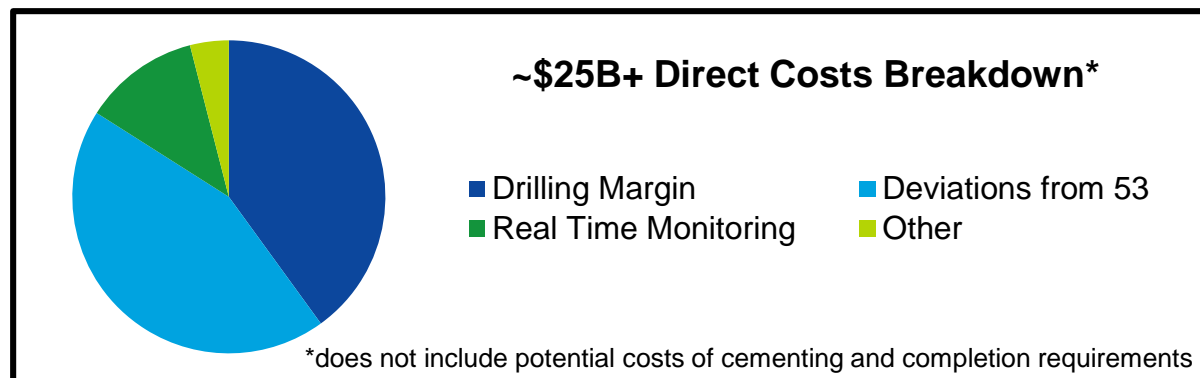 ~$25B+ Direct Costs Breakdown*
Drilling Margin
Deviations from 53
Real Time Monitoring
Other
*does not include potential costs of cementing and completion requirements